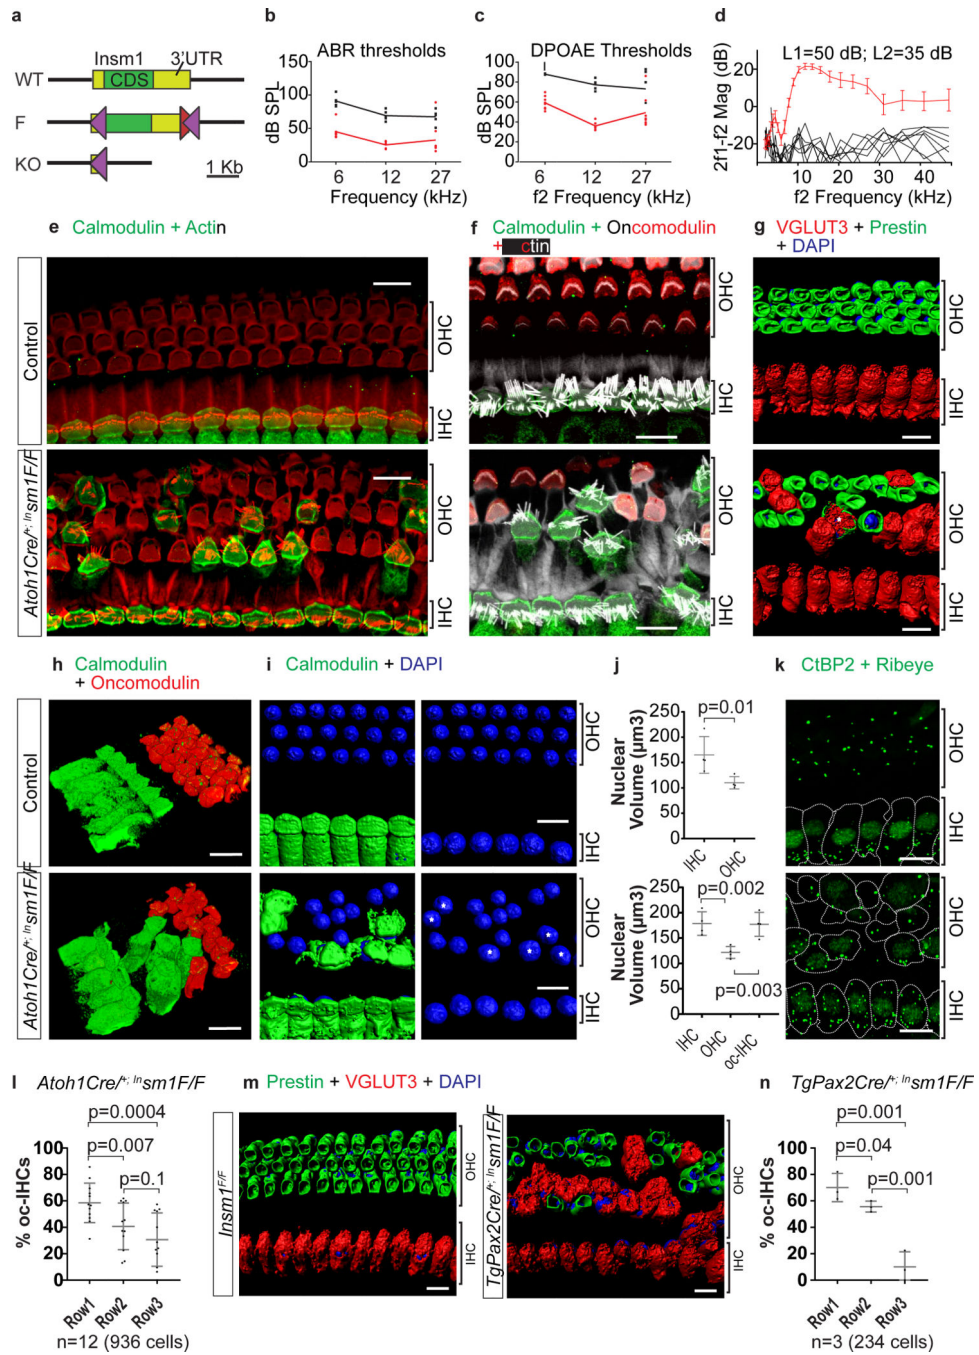 a
Insm1
3'UTR
WT
CDS
F
KO
1 Kb
b
ABR thresholds
dB SPL
150
100
50
0
6 12 27
Frequency (kHz)
c
DPOAE Thresholds
dB SPL
90
60
30
0
6 12 27
f2 Frequency (kHz)
d
L1=50 dB; L2=35 dB
2f1-f2 Mag (dB)
20
0
-20
10 20 30 40
f2 Frequency (kHz)
e Calmodulin + Actin
Control
OHC
IHC
Atoh1Cre/+; Insm1F/F
OHC
IHC
f Calmodulin + Oncomodulin
+ ctin
OHC
IHC
OHC
IHC
g VGLUT3 + Prestin
+ DAPI
OHC
IHC
OHC
IHC
h Calmodulin
+ Oncomodulin
Control
Atoh1Cre/+; Insm1F/F
i Calmodulin + DAPI
OHC
IHC
OHC
IHC
j
Nuclear
Volume (µm3)
250
200
150
100
50
0
p=0.01
IHC
OHC
Nuclear
Volume (µm3)
250
200
150
100
50
0
p=0.002
p=0.003
IHC
OHC
oc-IHC
k CtBP2 + Ribeye
OHC
IHC
OHC
IHC
l Atoh1Cre/+; Insm1F/F
p=0.0004
p=0.007
p=0.1
% oc-IHCs
100
80
60
40
20
0
Row1
Row2
Row3
n=12 (936 cells)
m Prestin + VGLUT3 + DAPI
Insm1F/F
OHC
IHC
TgPax2Cre/+; Insm1F/F
OHC
IHC
n TgPax2Cre/+; Insm1F/F
p=0.001
p=0.04
p=0.001
% oc-IHCs
100
80
60
40
20
0
Row1
Row2
Row3
n=3 (234 cells)